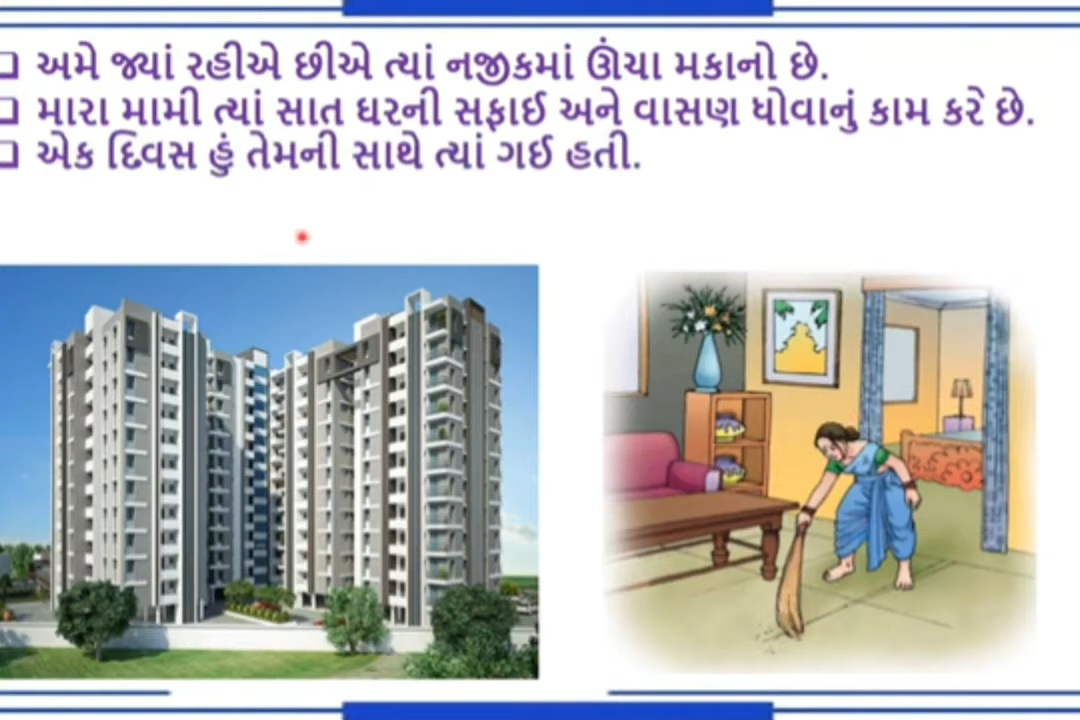 અમે જ્યાં રહીએ છીએ ત્યાં નજીકમાં ઊંચા મકાનો છે.
મારા મામી ત્યાં સાત ઘરની સફાઈ અને વાસણ ધોવાનું કામ કરે છે.
એક દિવસ હું તેમની સાથે ત્યાં ગઈ હતી.